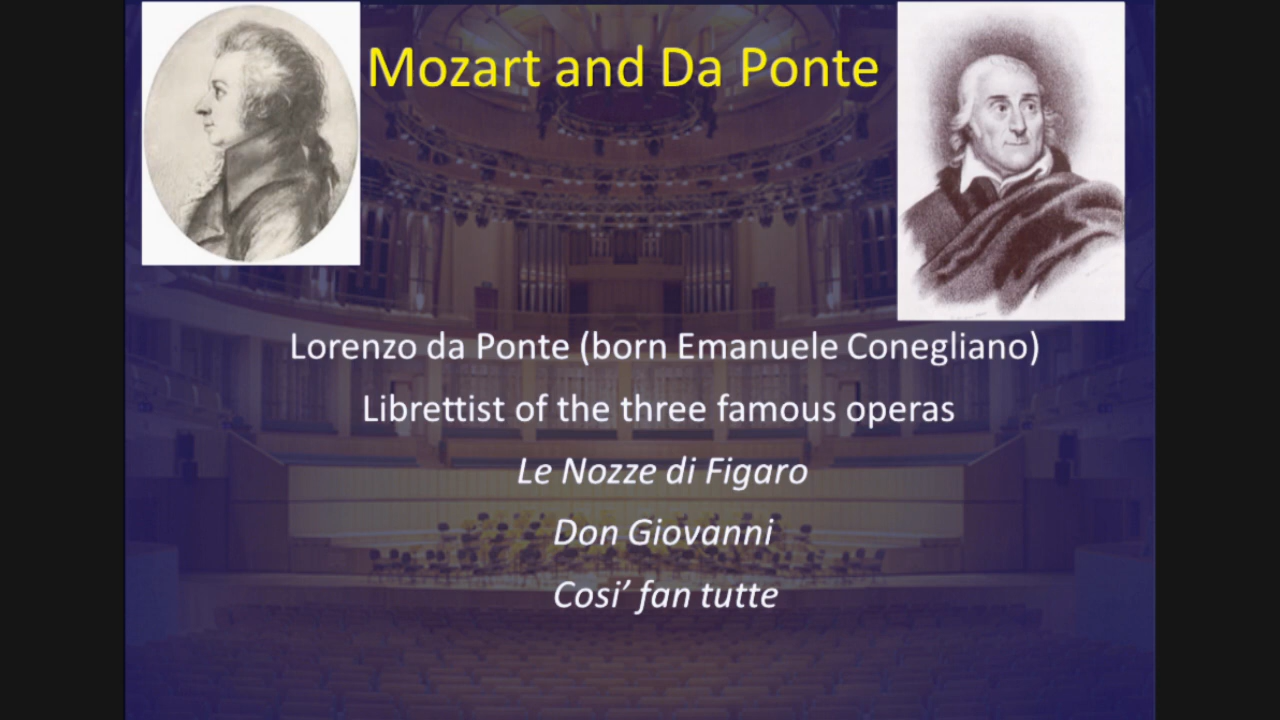 Mozart and Da Ponte
Lorenzo da Ponte (born Emanuele Conegliano)
Librettist of the three famous operas
Le Nozze di Figaro
Don Giovanni
Cosi’ fan tutte